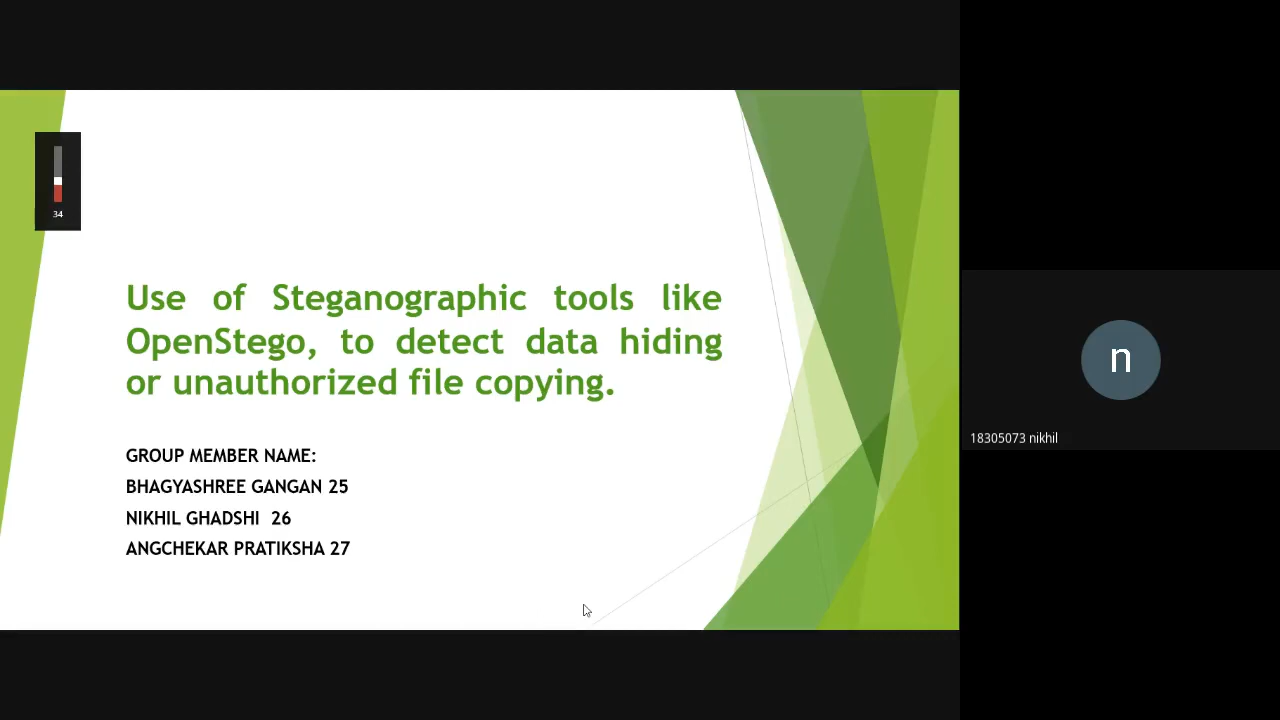 34
Use of Steganographic tools like
OpenStego, to detect data hiding
or unauthorized file copying.
GROUP MEMBER NAME:
BHAGYASHREE GANGAN 25
NIKHIL GHADSHI  26
ANGCHEKAR PRATIKSHA 27
n
18305073 nikhil